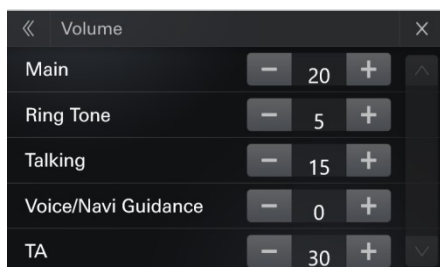 Volume
Main − 20 +
Ring Tone − 5 +
Talking − 15 +
Voice/Navi Guidance − 0 +
TA − 30 +